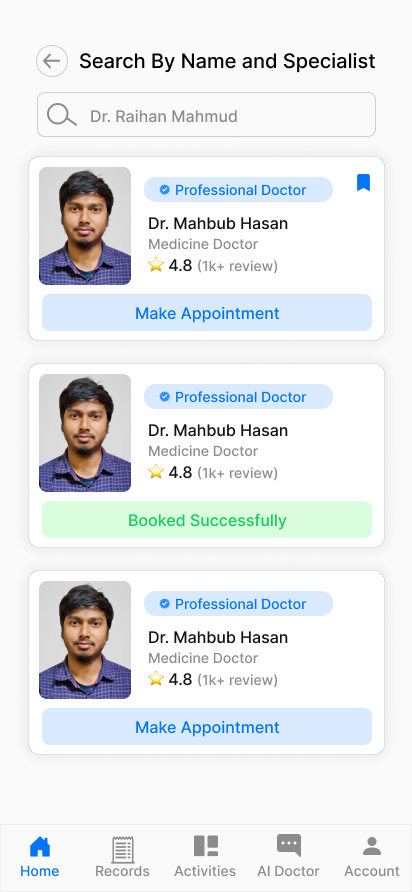 Search By Name and Specialist
Dr. Raihan Mahmud
Professional Doctor
Dr. Mahbub Hasan
Medicine Doctor
4.8 (1k+ review)
Make Appointment
Professional Doctor
Dr. Mahbub Hasan
Medicine Doctor
4.8 (1k+ review)
Booked Successfully
Professional Doctor
Dr. Mahbub Hasan
Medicine Doctor
4.8 (1k+ review)
Make Appointment
Home Records Activities AI Doctor Account